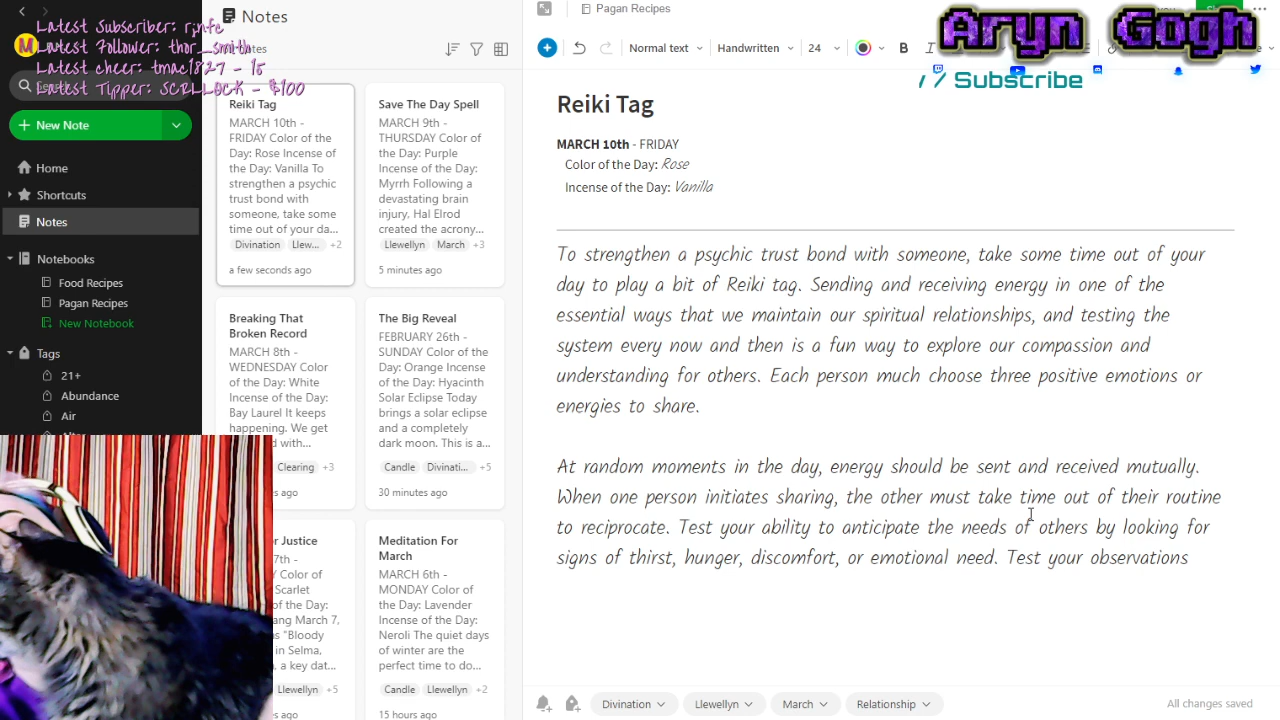 Latest Subscriber: rjnfc
Latest Follower: thor_smith
Latest cheer: tmac1827 - 15
Latest Tipper: SCRLLOCK - $100
New Note
Home
Shortcuts
Notes
Notebooks
Food Recipes
Pagan Recipes
New Notebook
Tags
21+
Abundance
Air
Notes
Reiki Tag
MARCH 10th -
FRIDAY Color of
the Day: Rose
Incense of the
Day: Vanilla To
strengthen a psychic
trust bond with
someone, take some
time out of your da...
Divination Llew... +2
a few seconds ago
Save The Day Spell
MARCH 9th -
THURSDAY Color of
the Day: Purple
Incense of the Day:
Myrrh Following a
devastating brain
injury, Hal Elrod
created the acrony...
Llewellyn March +3
5 minutes ago
Breaking That
Broken Record
MARCH 8th -
WEDNESDAY Color
of the Day: White
Incense of the Day:
Bay Laurel It keeps
happening. We get
with...
Clearing +3
ago
The Big Reveal
FEBRUARY 26th -
SUNDAY Color of the
Day: Orange Incense
of the Day: Hyacinth
Solar Eclipse Today
brings a solar eclipse
and a completely
dark moon. This is a...
Candle Divinati... +5
30 minutes ago
Justice
Color of
Scarlet
of the Day:
March 7,
"Bloody
in Selma,
a key dat...
Llewellyn +5
ago
Meditation For
March
MARCH 6th -
MONDAY Color of
the Day: Lavender
Incense of the Day:
Neroli The quiet days
of winter are the
perfect time to do...
Candle Llewellyn +2
15 hours ago
Pagan Recipes
Normal text Handwritten 24 B I
Aryn Gogh
Subscribe
Reiki Tag
MARCH 10th - FRIDAY
Color of the Day: Rose
Incense of the Day: Vanilla
To strengthen a psychic trust bond with someone, take some time out of your
day to play a bit of Reiki tag. Sending and receiving energy in one of the
essential ways that we maintain our spiritual relationships, and testing the
system every now and then is a fun way to explore our compassion and
understanding for others. Each person much choose three positive emotions or
energies to share.
At random moments in the day, energy should be sent and received mutually.
When one person initiates sharing, the other must take time out of their routine
to reciprocate. Test your ability to anticipate the needs of others by looking for
signs of thirst, hunger, discomfort, or emotional need. Test your observations
Divination Llewellyn March Relationship
All changes saved